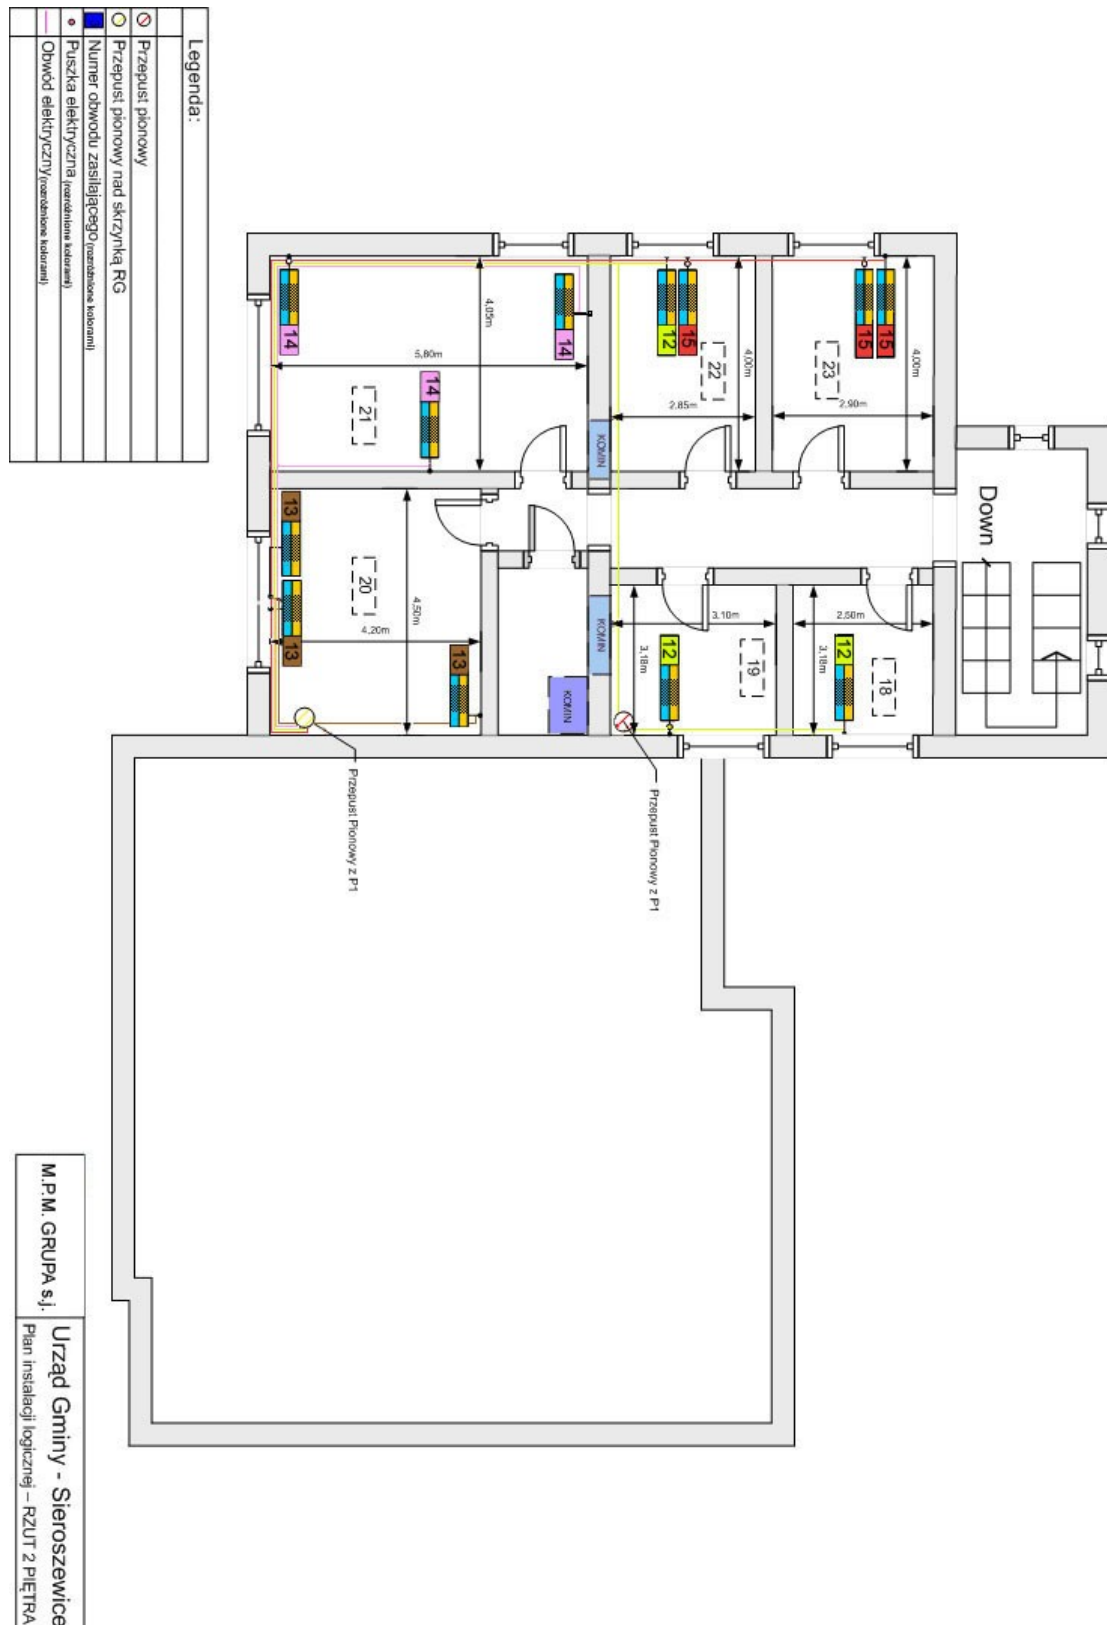 Legenda:
Przepust pionowy
Przepust pionowy nad skrzynką RG
Numer obwodu zasilającego (rozróżnione kolorami)
Puszka elektryczna (rozróżnione kolorami)
Obwód elektryczny (rozróżnione kolorami)
14
14
14
4,05m
5,80m
21
12
15
22
4,00m
2,85m
15
15
23
4,00m
2,90m
KOMIN
Down
13
13
13
20
4,50m
4,20m
KOMIN
KOMIN
12
3,10m
3,18m
19
12
2,50m
3,18m
18
Przepust Pionowy z P1
Przepust Pionowy z P1
M.P.M. GRUPA s.j.
Urząd Gminy - Sieroszewice
Plan instalacji logicznej – RZUT 2 PIĘTRA